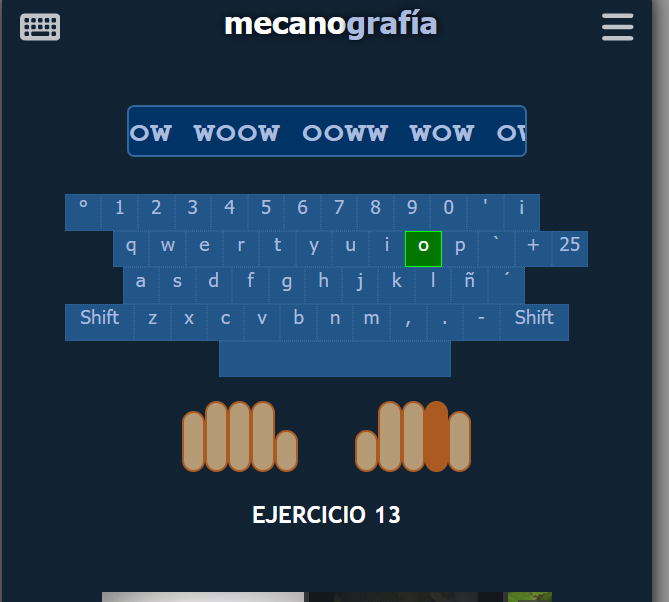 mecanografía
OW WOOW OOWW WOW OW
º 1 2 3 4 5 6 7 8 9 0 ' i
q w e r t y u i o p ` + 25
a s d f g h j k l ñ ´
Shift z x c v b n m , . - Shift
EJERCICIO 13